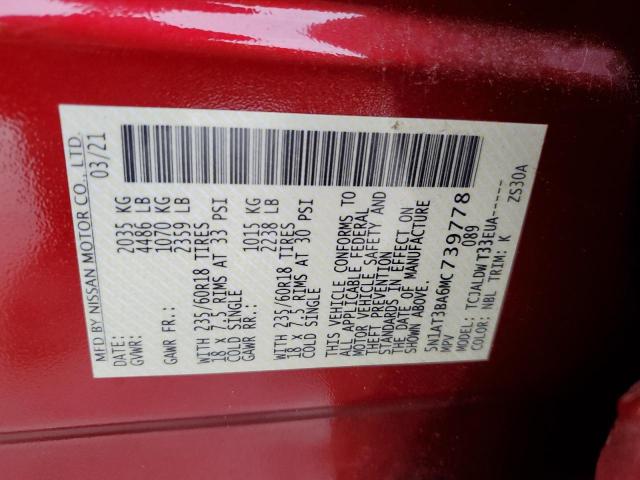 MFD BY NISSAN MOTOR CO., LTD.
DATE: 03/21
GVWR: 2035 KG
4486 LB
GAWR FR.: 1070 KG
2359 LB
WITH 235/60R18 TIRES
18 x 7.5 RIMS AT 33 PSI
COLD SINGLE
GAWR RR.: 1015 KG
2238 LB
WITH 235/60R18 TIRES
18 x 7.5 RIMS AT 30 PSI
COLD SINGLE
THIS VEHICLE CONFORMS TO
ALL APPLICABLE FEDERAL
MOTOR VEHICLE SAFETY AND
THEFT PREVENTION
STANDARDS IN EFFECT ON
THE DATE OF MANUFACTURE
SHOWN ABOVE.
5N1AT3BA6MC739778
MPV 089
MODEL: TCJALDWT33EUA-----
COLOR: NBL TRIM: K
ZS30A